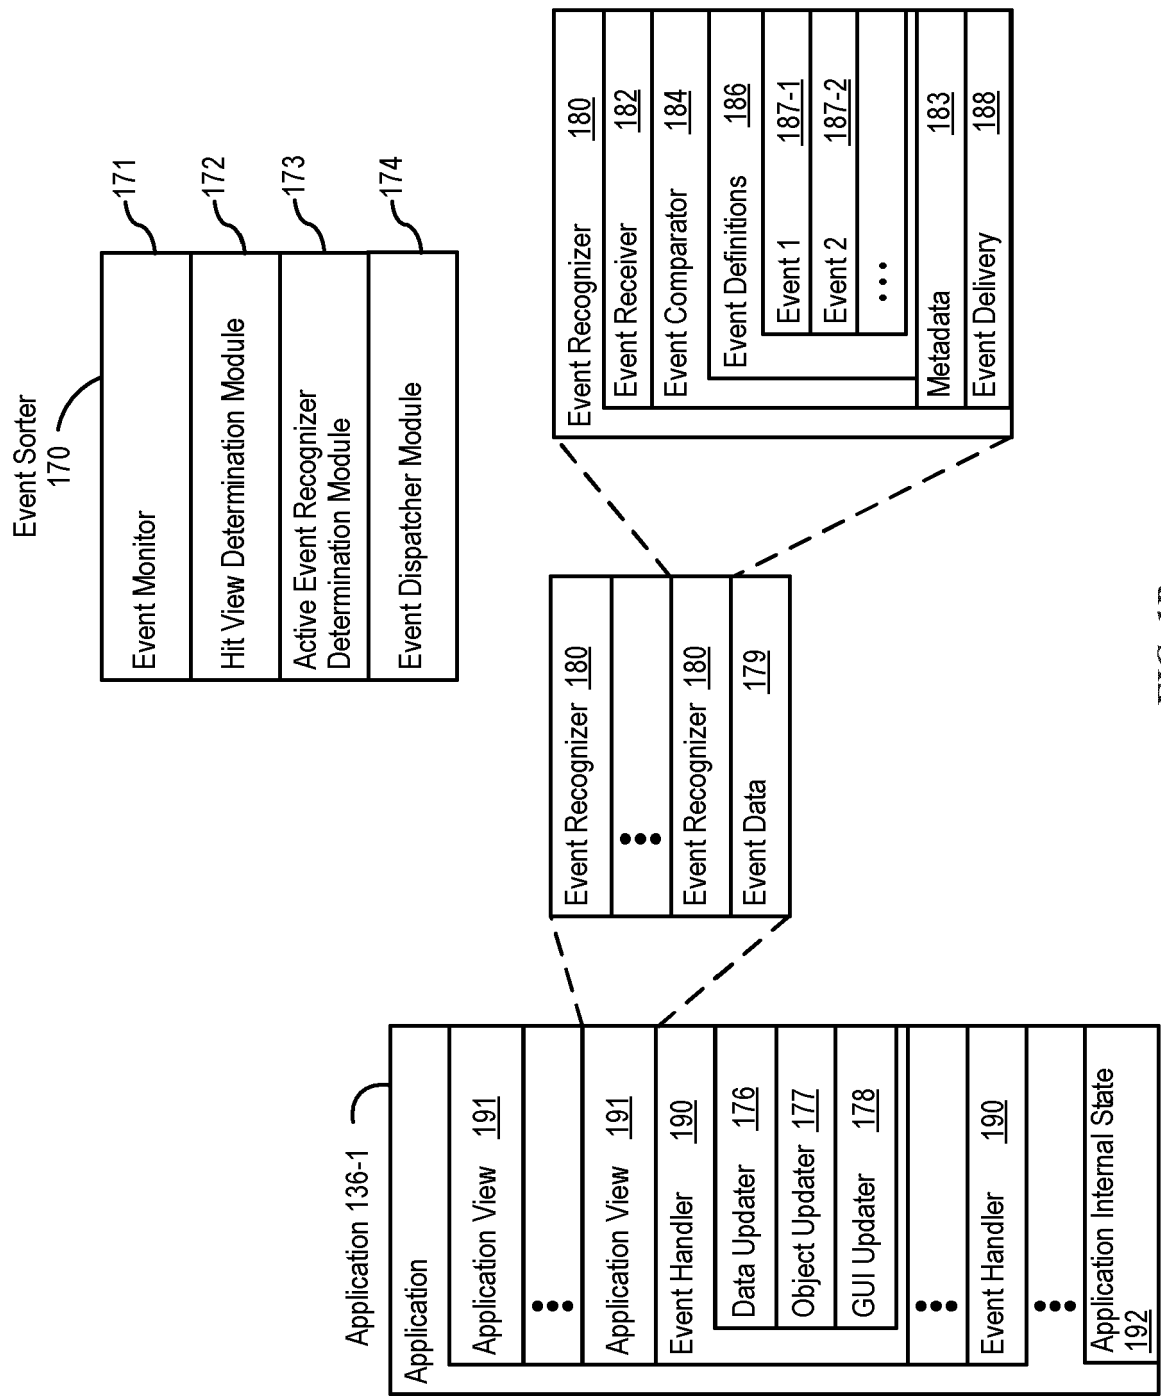 Event Sorter
170
Event Monitor
171
Hit View Determination Module
172
Active Event Recognizer
Determination Module
173
Event Dispatcher Module
174
Application 136-1
Application
Application View 191
Application View 191
Event Handler 190
Data Updater 176
Object Updater 177
GUI Updater 178
Event Handler 190
Application Internal State
192
Event Recognizer 180
Event Recognizer 180
Event Data 179
Event Recognizer 180
Event Receiver 182
Event Comparator 184
Event Definitions 186
Event 1 187-1
Event 2 187-2
Metadata 183
Event Delivery 188